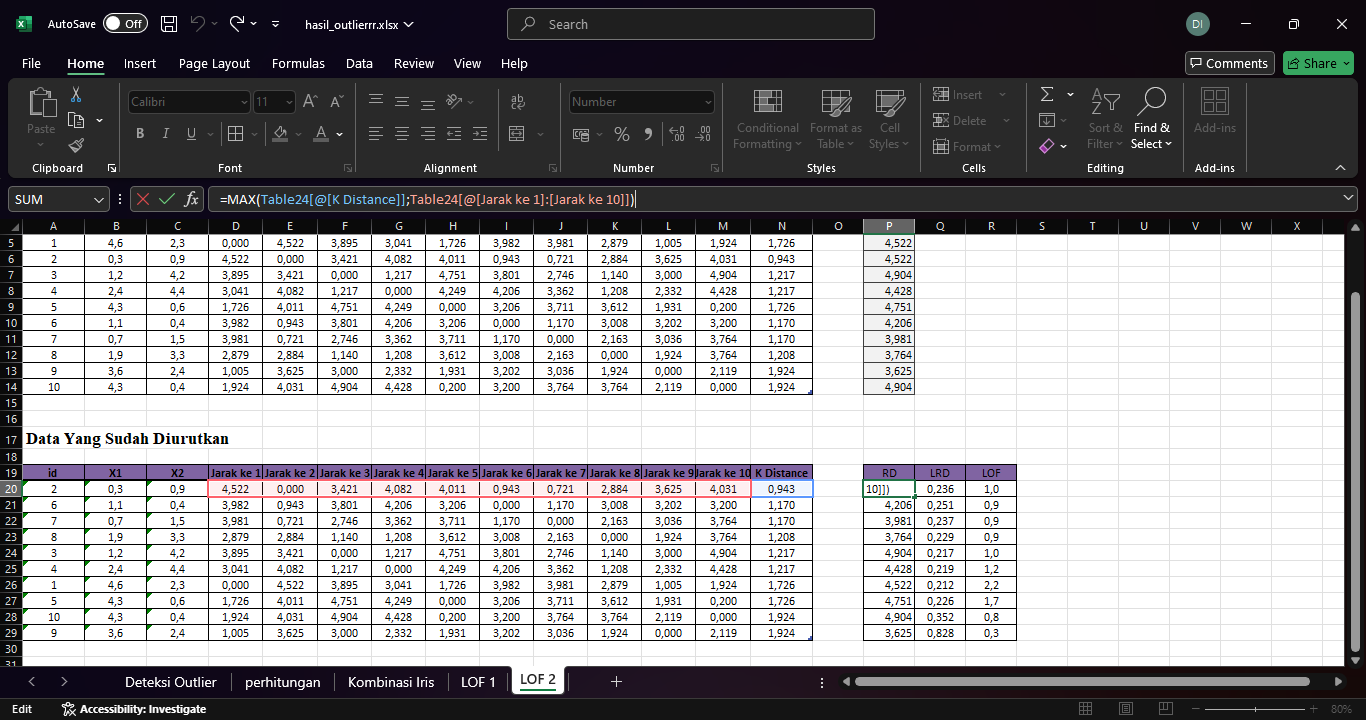 AutoSave Off hasil_outlierrr.xlsx Search DI
File Home Insert Page Layout Formulas Data Review View Help Comments Share
Paste Calibri 11 A A ab Number Conditional Formatting Format as Table Cell Styles Insert Delete Format Sort & Filter Find & Select Add-ins
B I U A % 9
Clipboard Font Alignment Number Styles Cells Editing Add-ins
SUM fx =MAX(Table24[@[K Distance]];Table24[@[Jarak ke 1]:[Jarak ke 10]])
A B C D E F G H I J K L M N O P Q R S T U V W X
5 1 4,6 2,3 0,000 4,522 3,895 3,041 1,726 3,982 3,981 2,879 1,005 1,924 1,726 4,522
6 2 0,3 0,9 4,522 0,000 3,421 4,082 4,011 0,943 0,721 2,884 3,625 4,031 0,943 4,522
7 3 1,2 4,2 3,895 3,421 0,000 1,217 4,751 3,801 2,746 1,140 3,000 4,904 1,217 4,904
8 4 2,4 4,4 3,041 4,082 1,217 0,000 4,249 4,206 3,362 1,208 2,332 4,428 1,217 4,428
9 5 4,3 0,6 1,726 4,011 4,751 4,249 0,000 3,206 3,711 3,612 1,931 0,200 1,726 4,751
10 6 1,1 0,4 3,982 0,943 3,801 4,206 3,206 0,000 1,170 3,008 3,202 3,200 1,170 4,206
11 7 0,7 1,5 3,981 0,721 2,746 3,362 3,711 1,170 0,000 2,163 3,036 3,764 1,170 3,981
12 8 1,9 3,3 2,879 2,884 1,140 1,208 3,612 3,008 2,163 0,000 1,924 3,764 1,208 3,764
13 9 3,6 2,4 1,005 3,625 3,000 2,332 1,931 3,202 3,036 1,924 0,000 2,119 1,924 3,625
14 10 4,3 0,4 1,924 4,031 4,904 4,428 0,200 3,200 3,764 3,764 2,119 0,000 1,924 4,904
15
16
17 Data Yang Sudah Diurutkan
18
19 id X1 X2 Jarak ke 1 Jarak ke 2 Jarak ke 3 Jarak ke 4 Jarak ke 5 Jarak ke 6 Jarak ke 7 Jarak ke 8 Jarak ke 9 Jarak ke 10 K Distance RD LRD LOF
20 2 0,3 0,9 4,522 0,000 3,421 4,082 4,011 0,943 0,721 2,884 3,625 4,031 0,943 10]]) 0,236 1,0
21 6 1,1 0,4 3,982 0,943 3,801 4,206 3,206 0,000 1,170 3,008 3,202 3,200 1,170 4,206 0,251 0,9
22 7 0,7 1,5 3,981 0,721 2,746 3,362 3,711 1,170 0,000 2,163 3,036 3,764 1,170 3,981 0,237 0,9
23 8 1,9 3,3 2,879 2,884 1,140 1,208 3,612 3,008 2,163 0,000 1,924 3,764 1,208 3,764 0,229 0,9
24 3 1,2 4,2 3,895 3,421 0,000 1,217 4,751 3,801 2,746 1,140 3,000 4,904 1,217 4,904 0,217 1,0
25 4 2,4 4,4 3,041 4,082 1,217 0,000 4,249 4,206 3,362 1,208 2,332 4,428 1,217 4,428 0,219 1,2
26 1 4,6 2,3 0,000 4,522 3,895 3,041 1,726 3,982 3,981 2,879 1,005 1,924 1,726 4,522 0,212 2,2
27 5 4,3 0,6 1,726 4,011 4,751 4,249 0,000 3,206 3,711 3,612 1,931 0,200 1,726 4,751 0,226 1,7
28 10 4,3 0,4 1,924 4,031 4,904 4,428 0,200 3,200 3,764 3,764 2,119 0,000 1,924 4,904 0,352 0,8
29 9 3,6 2,4 1,005 3,625 3,000 2,332 1,931 3,202 3,036 1,924 0,000 2,119 1,924 3,625 0,828 0,3
30
31
Deteksi Outlier perhitungan Kombinasi Iris LOF 1 LOF 2
Edit Accessibility: Investigate 80%